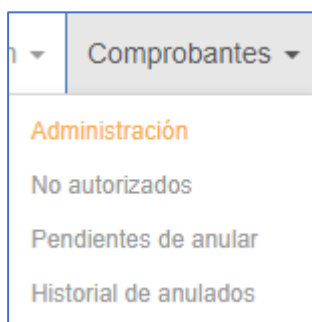 Comprobantes
Administración
No autorizados
Pendientes de anular
Historial de anulados